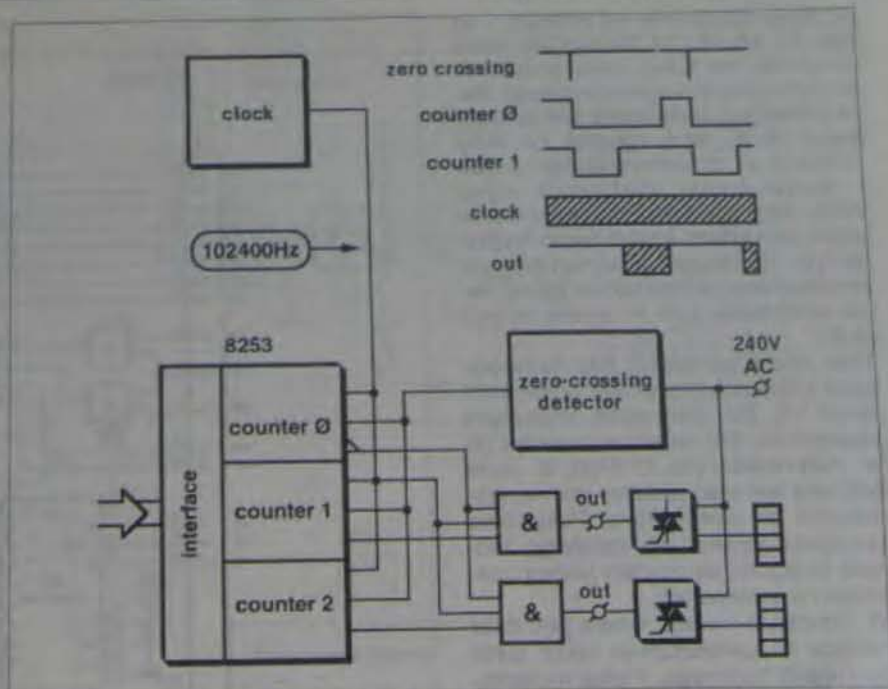 zero crossing
clock
counter Ø
counter 1
clock
102400Hz
out
8253
240V
AC
zero-crossing
detector
counter Ø
interface
counter 1
&
out
counter 2
&
out